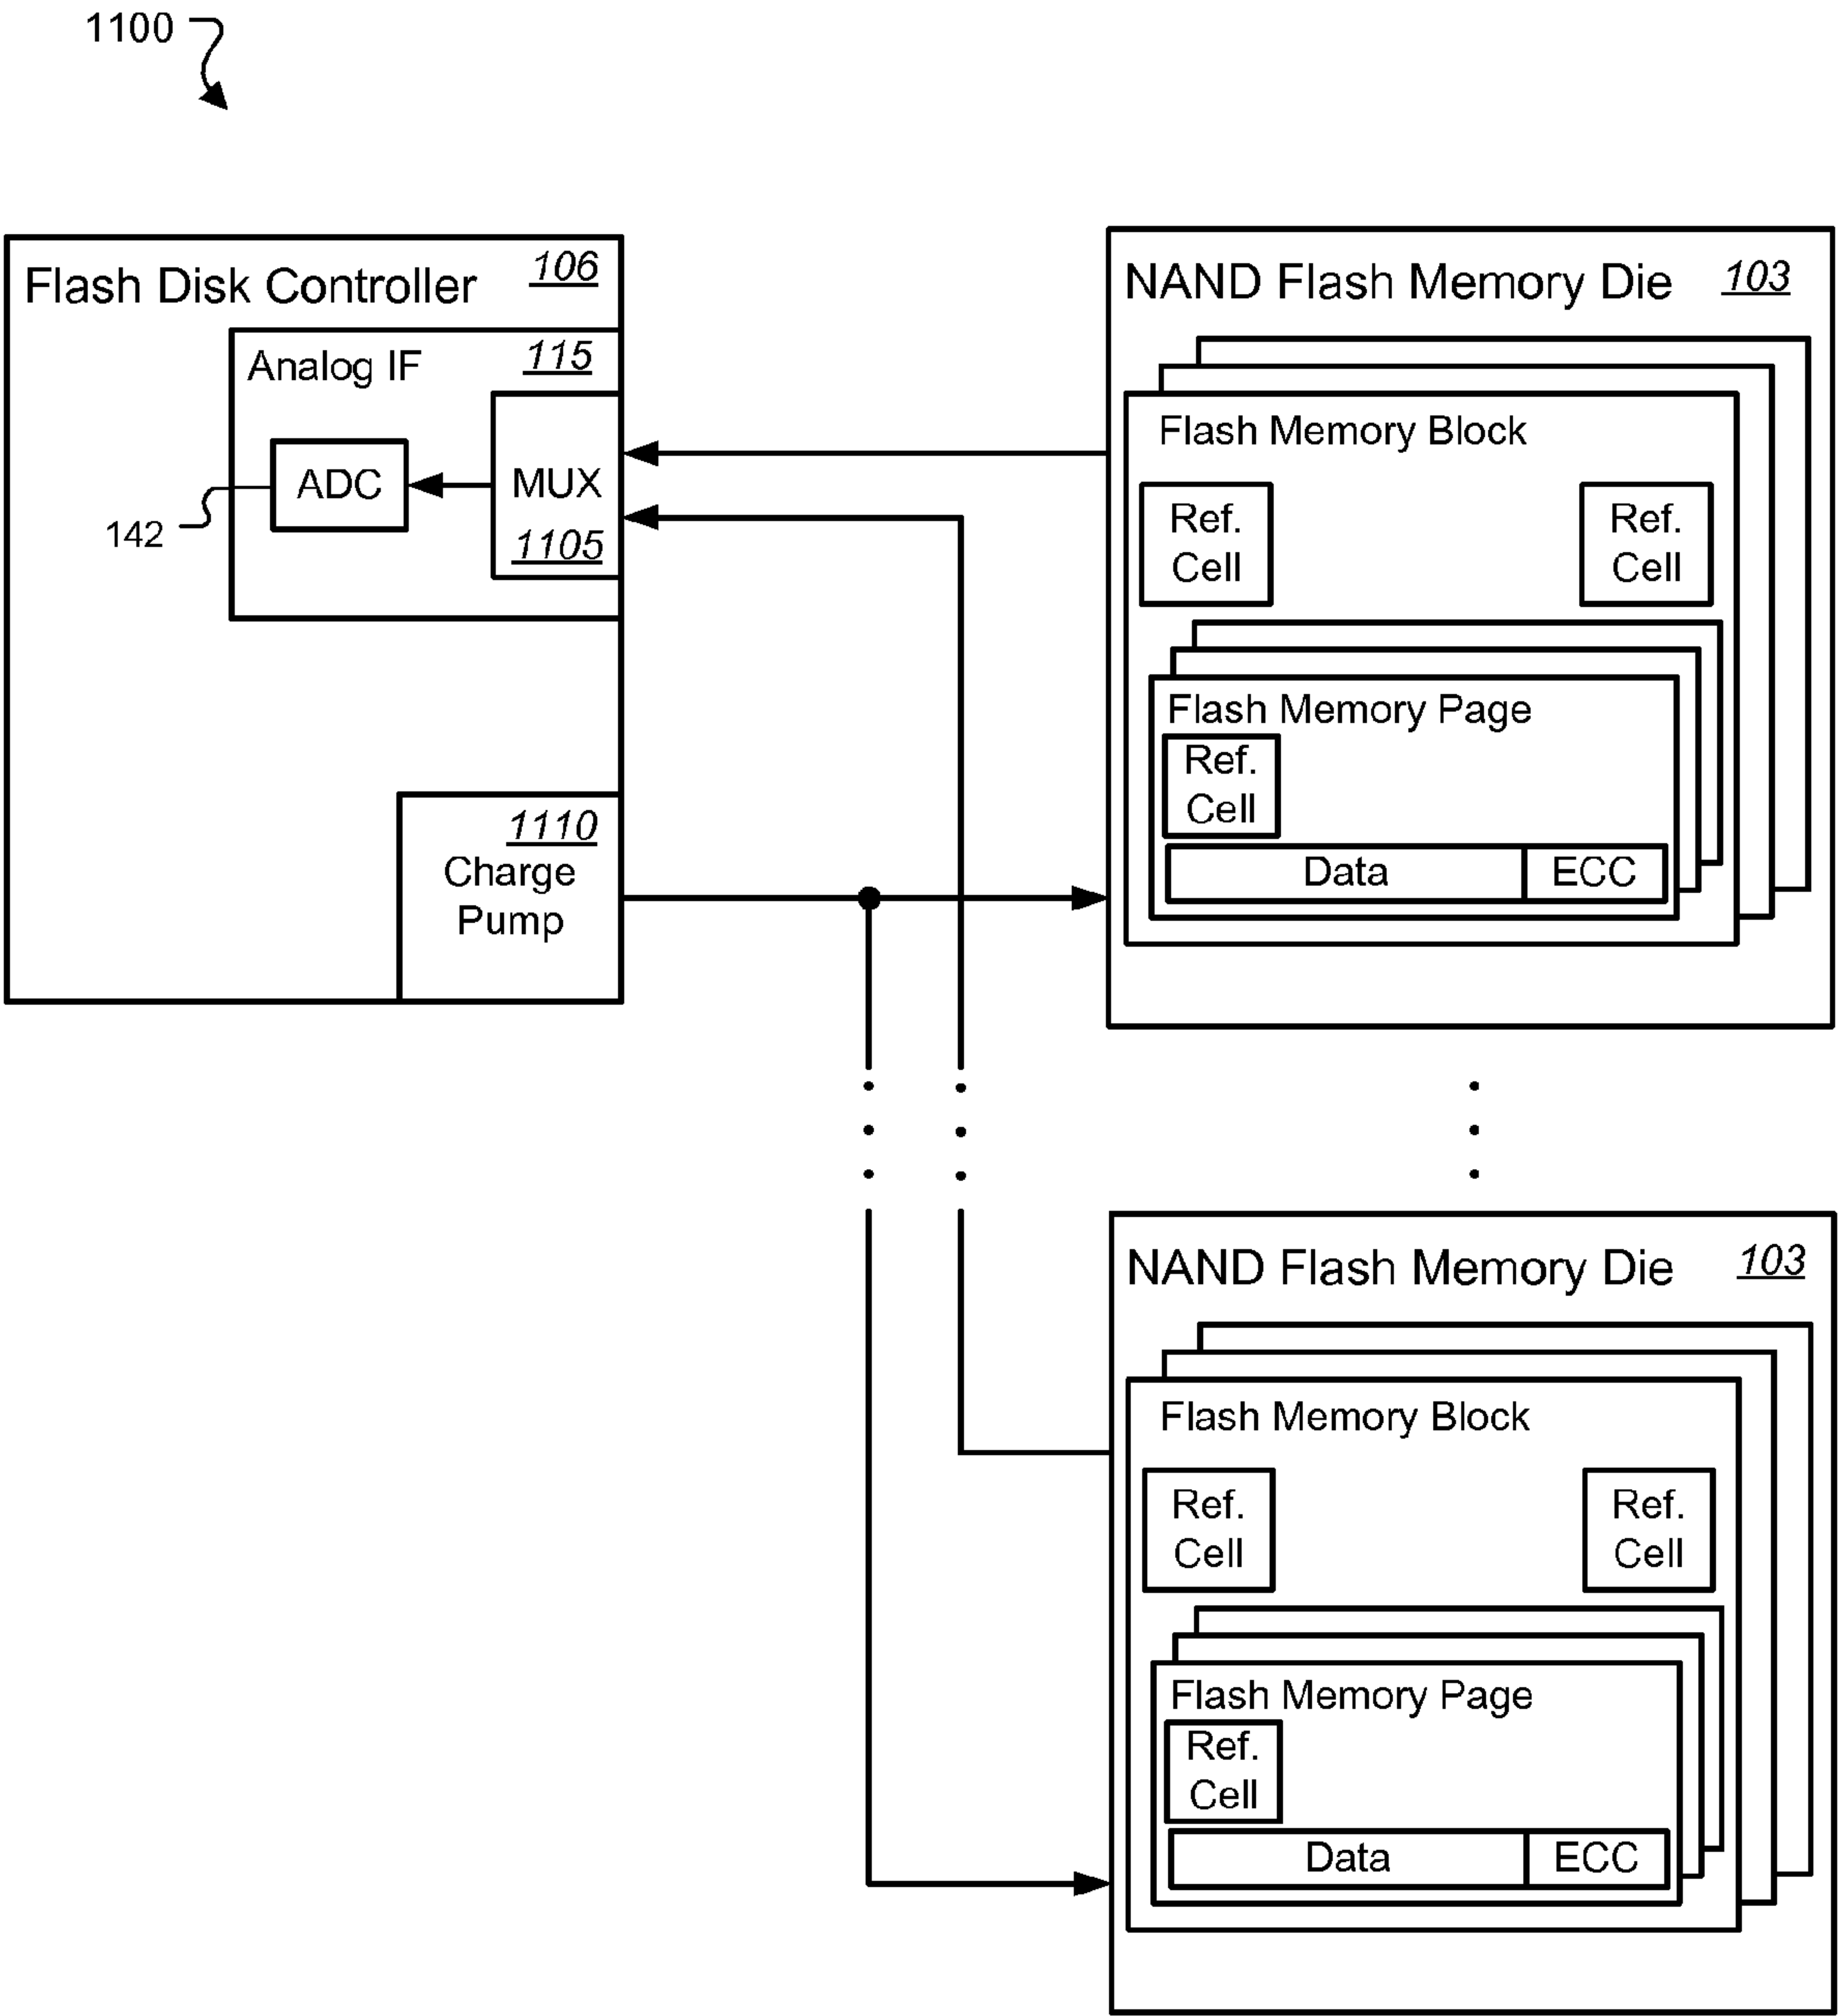 1100
Flash Disk Controller 106
Analog IF 115
ADC
MUX
1105
142
1110
Charge
Pump
NAND Flash Memory Die 103
Flash Memory Block
Ref.
Cell
Ref.
Cell
Flash Memory Page
Ref.
Cell
Data ECC
NAND Flash Memory Die 103
Flash Memory Block
Ref.
Cell
Ref.
Cell
Flash Memory Page
Ref.
Cell
Data ECC